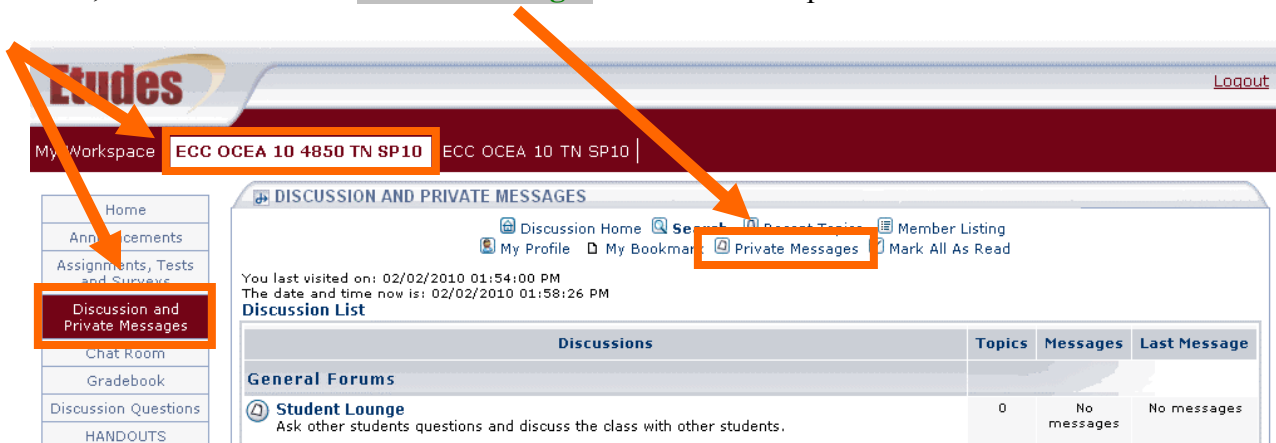 Etudes
Logout
My Workspace ECC OCEA 10 4850 TN SP10 ECC OCEA 10 TN SP10
DISCUSSION AND PRIVATE MESSAGES
Discussion Home Search Recent Topics Member Listing
My Profile My Bookmark Private Messages Mark All As Read
You last visited on: 02/02/2010 01:54:00 PM
The date and time now is: 02/02/2010 01:58:26 PM
Discussion List
Discussions Topics Messages Last Message
General Forums
Student Lounge 0 No messages No messages
Ask other students questions and discuss the class with other students.
Home
Announcements
Assignments, Tests
and Surveys
Discussion and
Private Messages
Chat Room
Gradebook
Discussion Questions
HANDOUTS